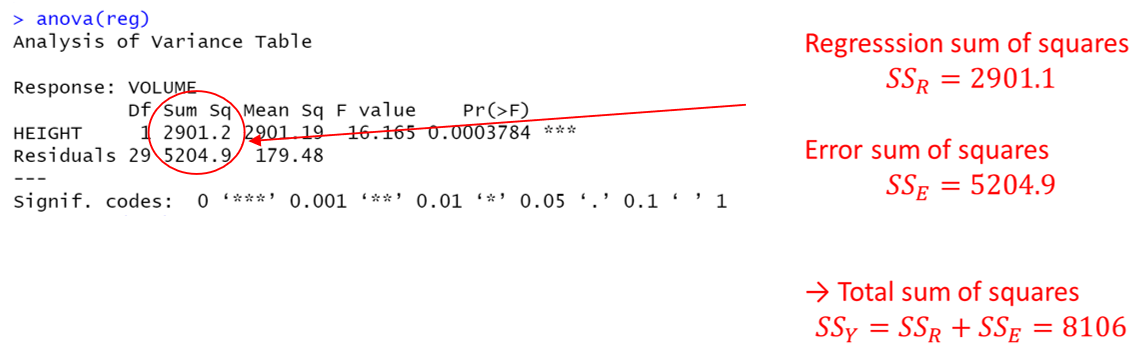 > anova(reg)
Analysis of Variance Table
Response: VOLUME
Df Sum Sq Mean Sq F value Pr(>F)
HEIGHT 1 2901.2 2901.19 16.165 0.0003784 ***
Residuals 29 5204.9 179.48
---
Signif. codes: 0 ‘***’ 0.001 ‘**’ 0.01 ‘*’ 0.05 ‘.’ 0.1 ‘ ’ 1
Regresssion sum of squares
SS_R = 2901.1
Error sum of squares
SS_E = 5204.9
→ Total sum of squares
SS_Y = SS_R + SS_E = 8106